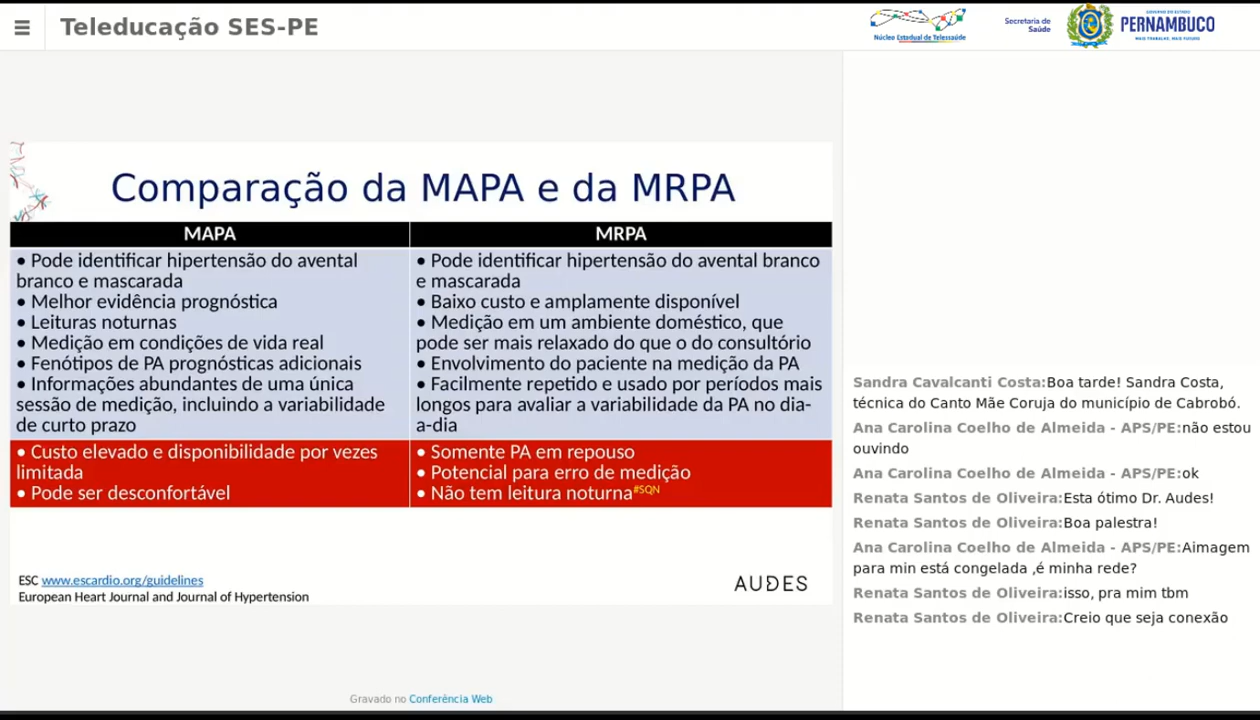 ☰ Teleducação SES-PE
Núcleo Estadual de Telessaúde
Secretaria de
Saúde
GOVERNO DO ESTADO
PERNAMBUCO
MAIS TRABALHO, MAIS FUTURO
Comparação da MAPA e da MRPA
MAPA
• Pode identificar hipertensão do avental
branco e mascarada
• Melhor evidência prognóstica
• Leituras noturnas
• Medição em condições de vida real
• Fenótipos de PA prognósticas adicionais
• Informações abundantes de uma única
sessão de medição, incluindo a variabilidade
de curto prazo
• Custo elevado e disponibilidade por vezes
limitada
• Pode ser desconfortável
MRPA
• Pode identificar hipertensão do avental branco
e mascarada
• Baixo custo e amplamente disponível
• Medição em um ambiente doméstico, que
pode ser mais relaxado do que o do consultório
• Envolvimento do paciente na medição da PA
• Facilmente repetido e usado por períodos mais
longos para avaliar a variabilidade da PA no dia-
a-dia
• Somente PA em repouso
• Potencial para erro de medição
• Não tem leitura noturna#SQN
ESC www.escardio.org/guidelines
European Heart Journal and Journal of Hypertension
AUDES
Gravado no Conferência Web
Sandra Cavalcanti Costa:Boa tarde! Sandra Costa,
técnica do Canto Mãe Coruja do município de Cabrobó.
Ana Carolina Coelho de Almeida - APS/PE:não estou
ouvindo
Ana Carolina Coelho de Almeida - APS/PE:ok
Renata Santos de Oliveira:Esta ótimo Dr. Audes!
Renata Santos de Oliveira:Boa palestra!
Ana Carolina Coelho de Almeida - APS/PE:Aimagem
para min está congelada ,é minha rede?
Renata Santos de Oliveira:isso, pra mim tbm
Renata Santos de Oliveira:Creio que seja conexão